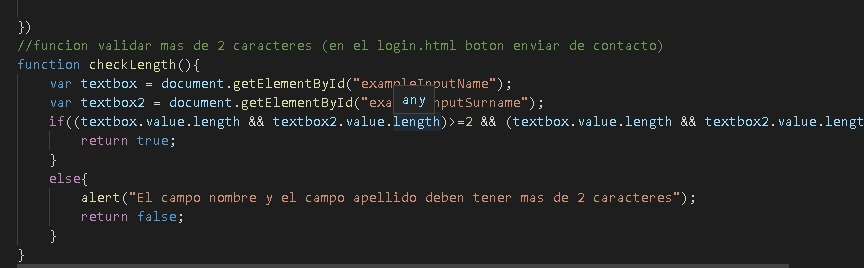 })
//funcion validar mas de 2 caracteres (en el login.html boton enviar de contacto)
function checkLength(){
var textbox = document.getElementById("exampleInputName");
var textbox2 = document.getElementById("exa nputSurname");
any
if((textbox.value.length && textbox2.value.length)>=2 && (textbox.value.length && textbox2.value.lengt
return true;
}
else{
alert("El campo nombre y el campo apellido deben tener mas de 2 caracteres");
return false;
}
}